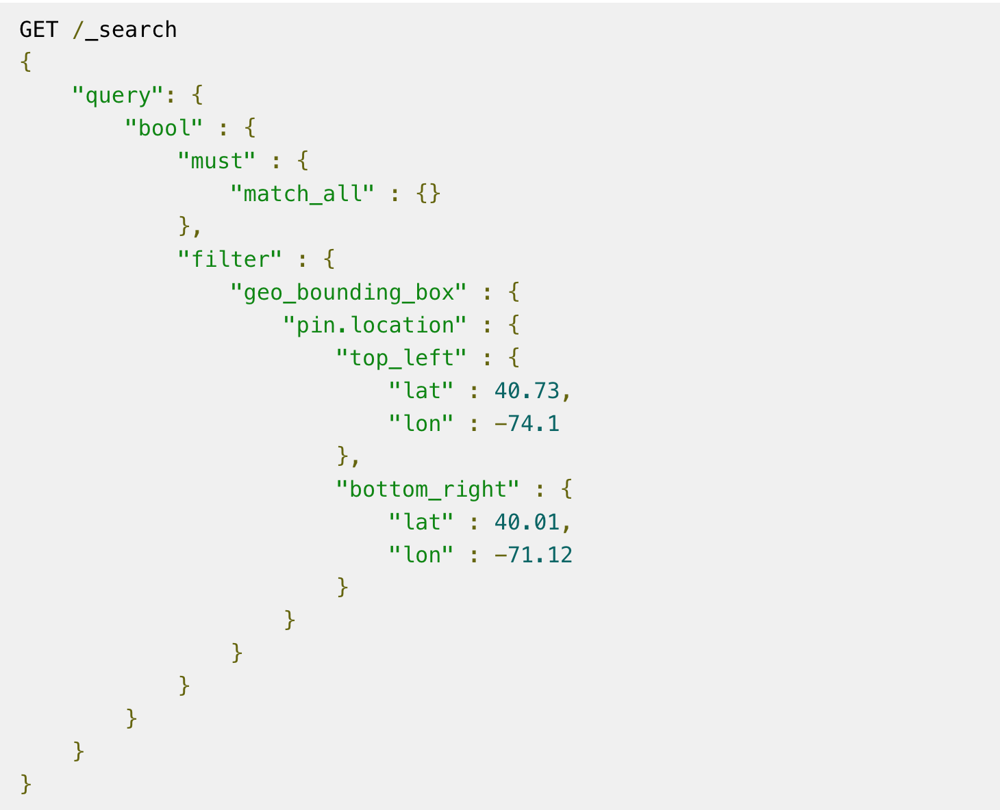 GET /_search
{
    "query": {
        "bool" : {
            "must" : {
                "match_all" : {}
            },
            "filter" : {
                "geo_bounding_box" : {
                    "pin.location" : {
                        "top_left" : {
                            "lat" : 40.73,
                            "lon" : -74.1
                        },
                        "bottom_right" : {
                            "lat" : 40.01,
                            "lon" : -71.12
                        }
                    }
                }
            }
        }
    }
}